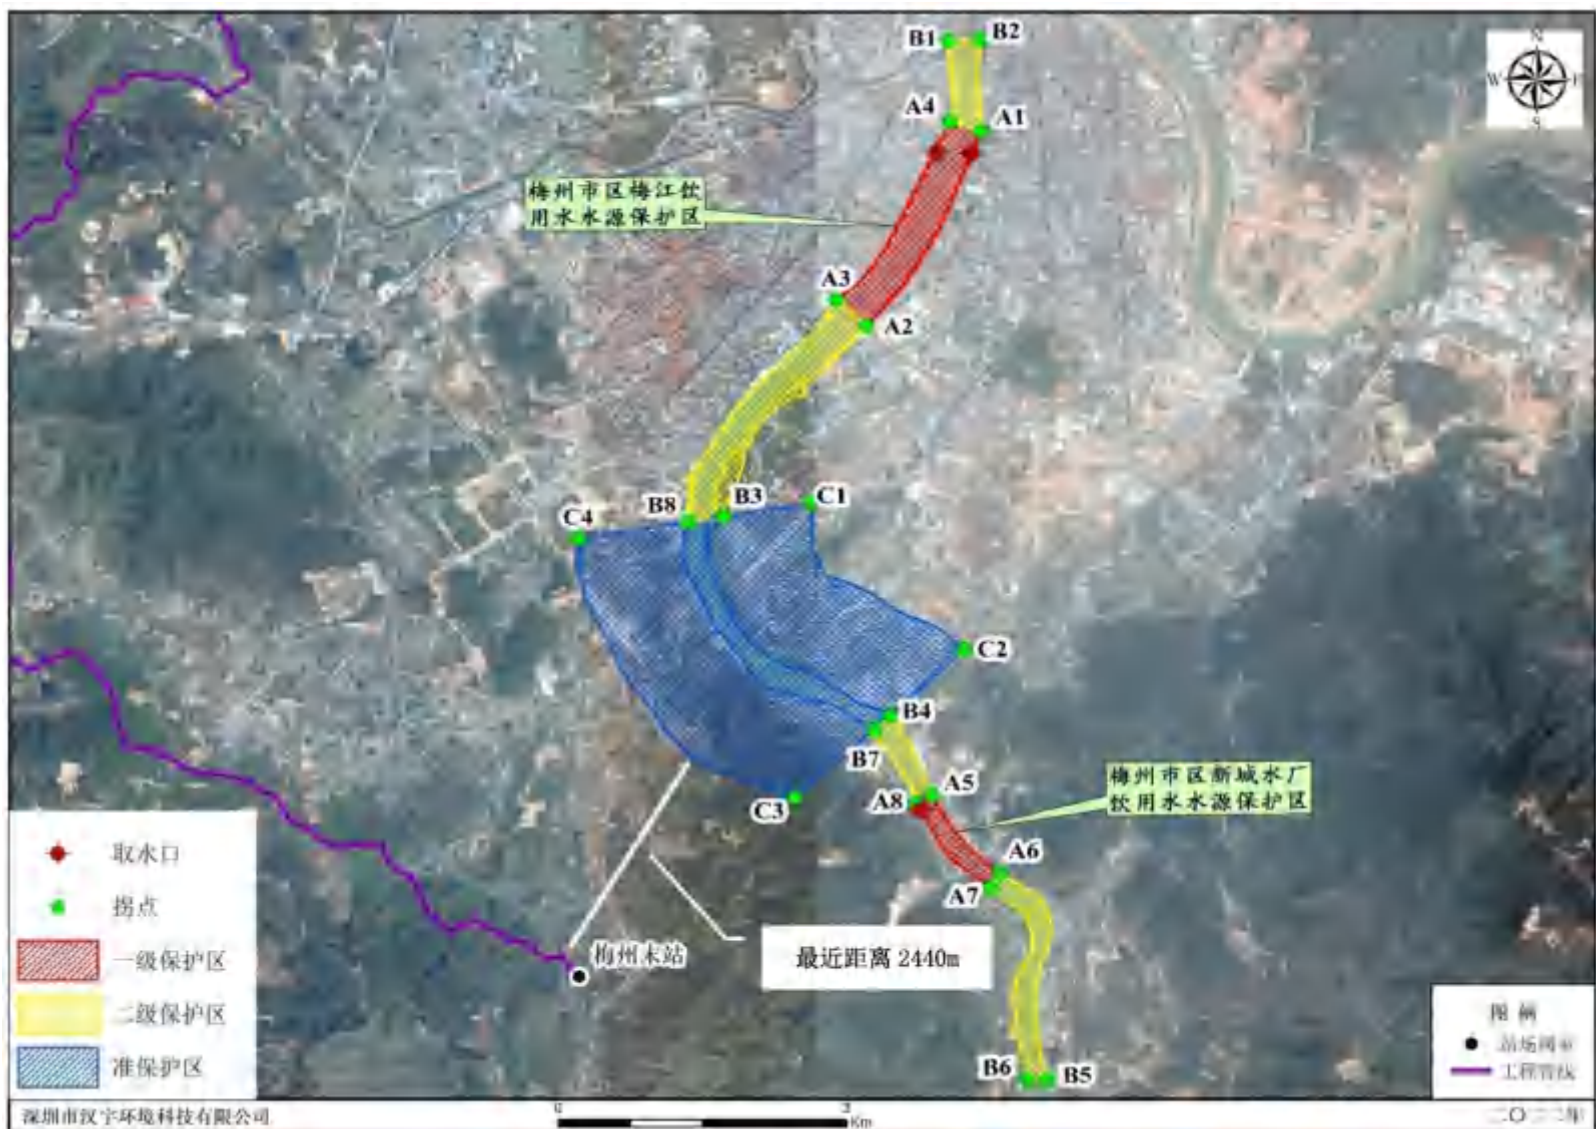 B1
B2
N
W
E
S
A4
A1
梅州市区梅江饮
用水水源保护区
A3
A2
B8
B3
C1
C4
C2
B4
B7
梅州市区新城水厂
饮用水水源保护区
A5
A8
C3
A6
A7
取水口
拐点
一级保护区
二级保护区
准保护区
梅州末站
最近距离 2440m
B6
B5
图例
站场阀室
工程管线
深圳市汉宇环境科技有限公司
0
Km
二〇二二年